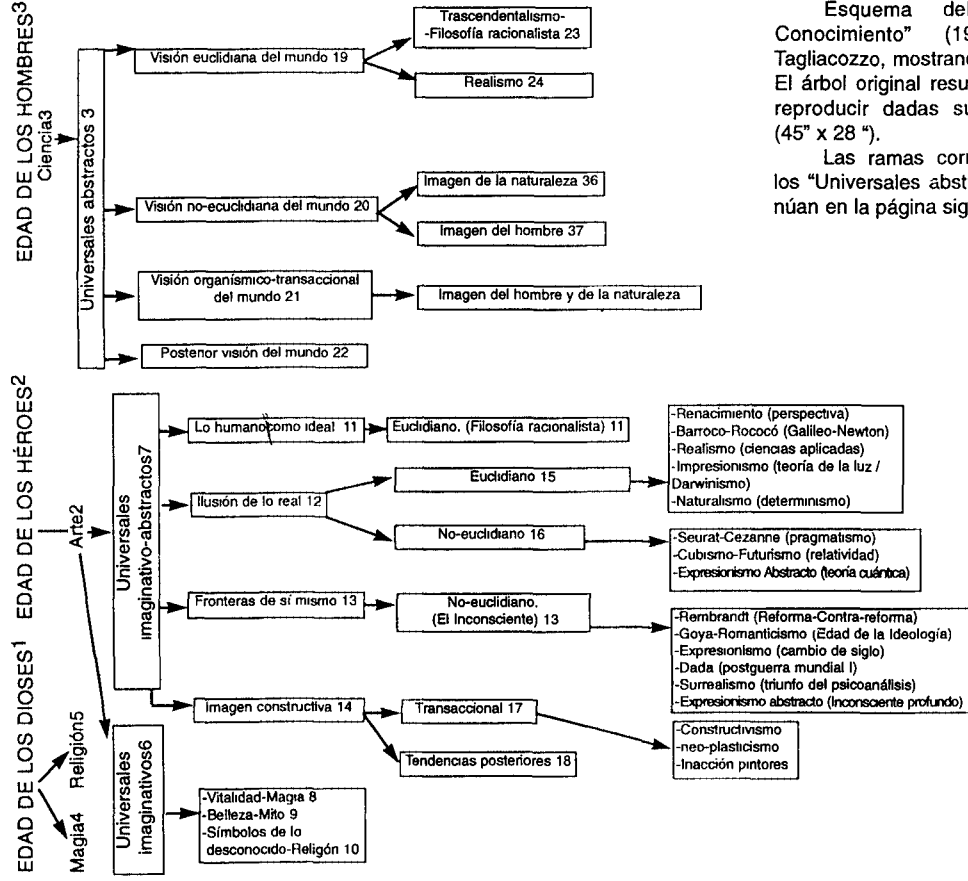 Esquema del
Conocimiento" (19
Tagliacozzo, mostrand
El árbol original resu
reproducir dadas su
(45" x 28 ").
Las ramas corr
los "Universales abst
núan en la página sig
EDAD DE LOS HOMBRES3
Ciencia3
Universales abstractos 3
Visión euclidiana del mundo 19
Trascendentalismo-
-Filosofía racionalista 23
Realismo 24
Visión no-euclidiana del mundo 20
Imagen de la naturaleza 36
Imagen del hombre 37
Visión organísmico-transaccional
del mundo 21
Imagen del hombre y de la naturaleza
Posterior visión del mundo 22
EDAD DE LOS HÉROES2
Arte2
Universales
imaginativo-abstractos7
Lo humano como ideal 11
Euclidiano. (Filosofía racionalista) 11
Ilusión de lo real 12
Euclidiano 15
-Renacimiento (perspectiva)
-Barroco-Rococó (Galileo-Newton)
-Realismo (ciencias aplicadas)
-Impresionismo (teoría de la luz /
Darwinismo)
-Naturalismo (determinismo)
No-euclidiano 16
-Seurat-Cezanne (pragmatismo)
-Cubismo-Futurismo (relatividad)
-Expresionismo Abstracto (teoría cuántica)
Fronteras de sí mismo 13
No-euclidiano.
(El Inconsciente) 13
-Rembrandt (Reforma-Contra-reforma)
-Goya-Romanticismo (Edad de la Ideología)
-Expresionismo (cambio de siglo)
-Dada (postguerra mundial I)
-Surrealismo (triunfo del psicoanálisis)
-Expresionismo abstracto (Inconsciente profundo)
Imagen constructiva 14
Transaccional 17
-Constructivismo
-neo-plasticismo
-Inacción pintores
Tendencias posteriores 18
EDAD DE LOS DIOSES1
Magia4
Religión5
Universales
imaginativos6
-Vitalidad-Magia 8
-Belleza-Mito 9
-Símbolos de lo
desconocido-Religón 10